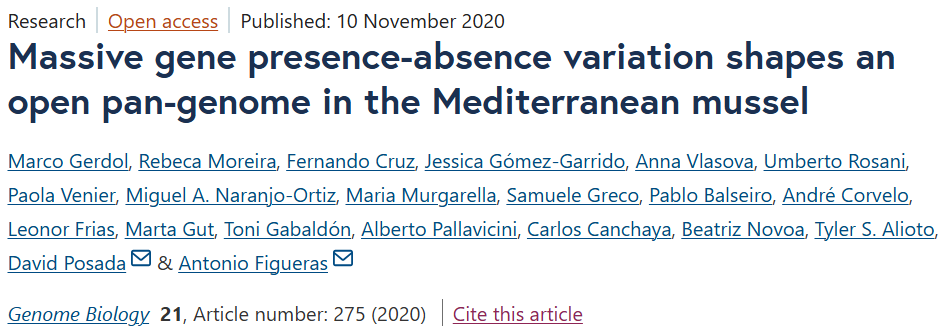 Research | Open access | Published: 10 November 2020
Massive gene presence-absence variation shapes an
open pan-genome in the Mediterranean mussel
Marco Gerdol, Rebeca Moreira, Fernando Cruz, Jessica Gómez-Garrido, Anna Vlasova, Umberto Rosani,
Paola Venier, Miguel A. Naranjo-Ortiz, Maria Murgarella, Samuele Greco, Pablo Balseiro, André Corvelo,
Leonor Frias, Marta Gut, Toni Gabaldón, Alberto Pallavicini, Carlos Canchaya, Beatriz Novoa, Tyler S. Alioto,
David Posada & Antonio Figueras
Genome Biology 21, Article number: 275 (2020) | Cite this article